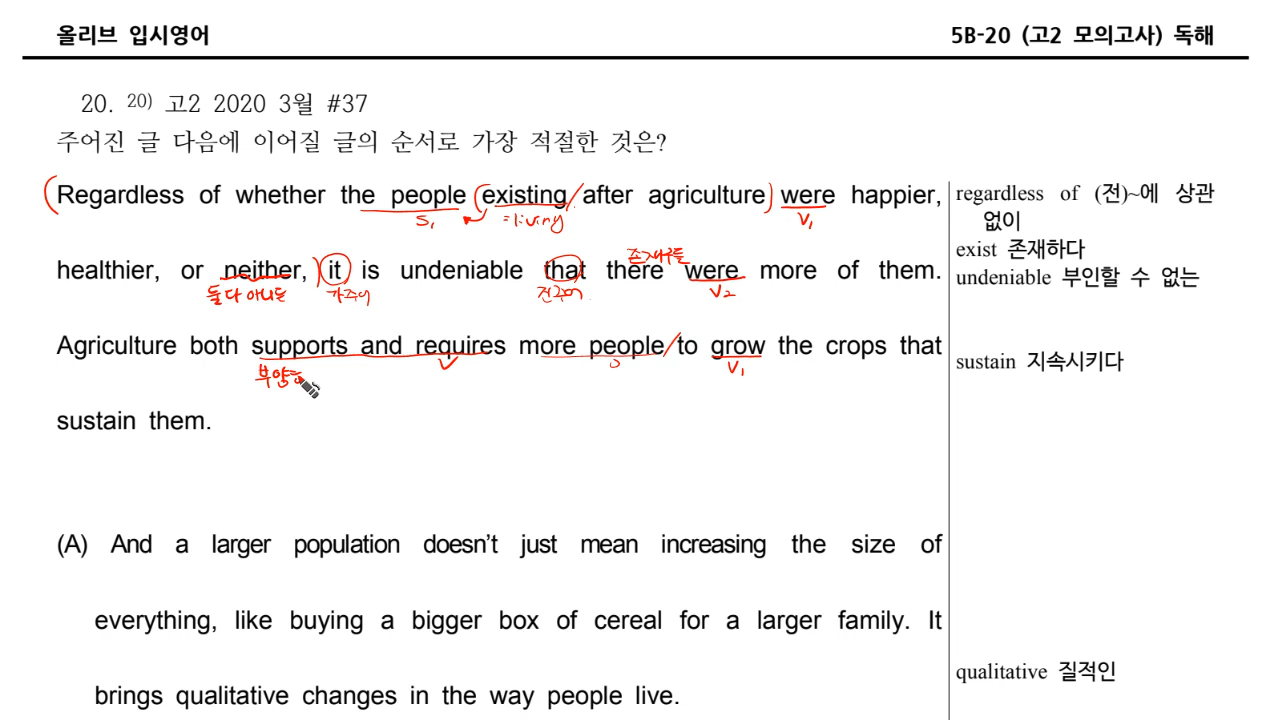 올리브 입시영어
5B-20 (고2 모의고사) 독해
20. 20) 고2 2020 3월 #37
주어진 글 다음에 이어질 글의 순서로 가장 적절한 것은?
(Regardless of whether the people (existing/after agriculture) were happier,
S₁ =living V₁
healthier, or neither,) it is undeniable that there were more of them.
둘다 아니든 가주어 진주어 V₂
Agriculture both supports and requires more people/to grow the crops that
부양 V O V₁
sustain them.
(A) And a larger population doesn't just mean increasing the size of
everything, like buying a bigger box of cereal for a larger family. It
brings qualitative changes in the way people live.
regardless of (전)~에 상관
없이
exist 존재하다
undeniable 부인할 수 없는
sustain 지속시키다
qualitative 질적인